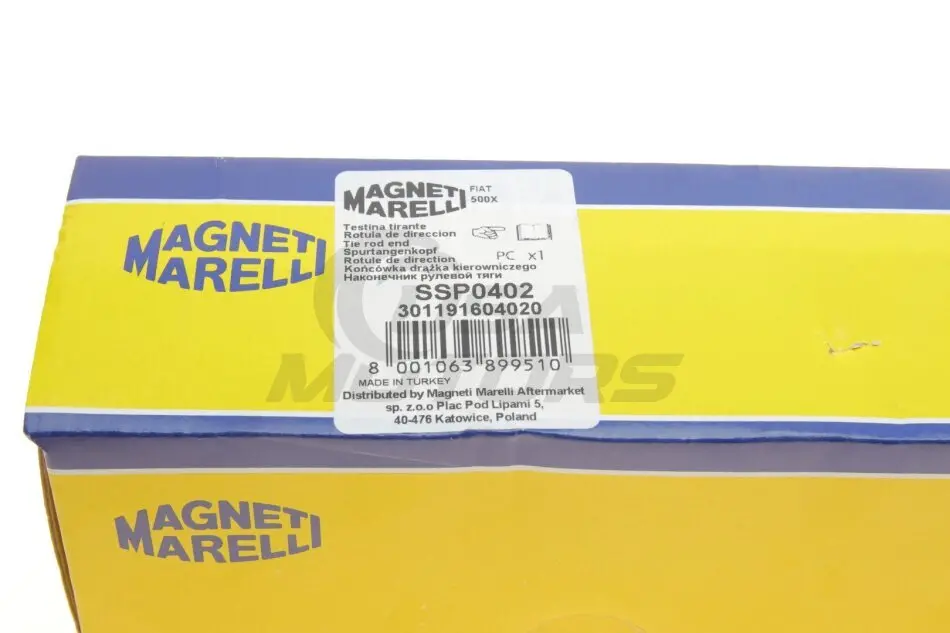 MAGNETI
MARELLI
MAGNETI
MARELLI
FIAT
500X
Testina tirante
Rotula de direccion
Tie rod end
Spurtangenkopf
Rotule de direction
Końcówka drążka kierowniczego
Наконечник рулевой тяги
PC x1
SSP0402
301191604020
8 001063 899510
MADE IN TURKEY
Distributed by Magneti Marelli Aftermarket
sp. z.o.o Plac Pod Lipami 5,
40-476 Katowice, Poland
MOTORS
MAGNETI
MARELLI